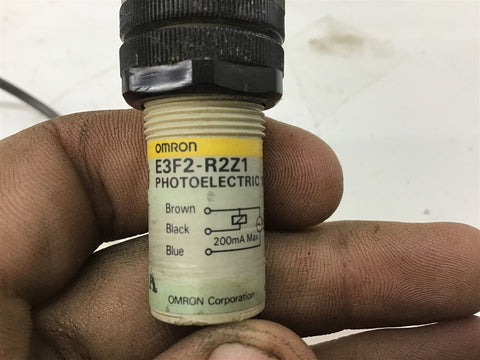 OMRON
E3F2-R2Z1
PHOTOELECTRIC
Brown
Black
200mA Max
Blue
OMRON Corporation